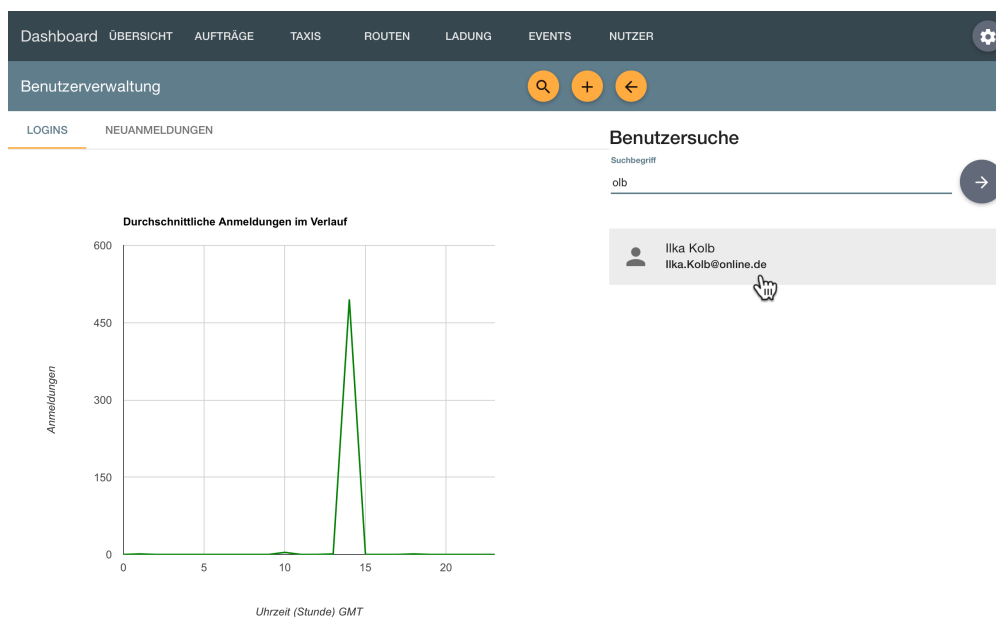 Dashboard ÜBERSICHT AUFTRÄGE TAXIS ROUTEN LADUNG EVENTS NUTZER
Benutzerverwaltung
LOGINS NEUANMELDUNGEN
Benutzersuche
Suchbegriff
olb
Ilka Kolb
Ilka.Kolb@online.de
Durchschnittliche Anmeldungen im Verlauf
600
450
300
150
0
Anmeldungen
0 5 10 15 20
Uhrzeit (Stunde) GMT